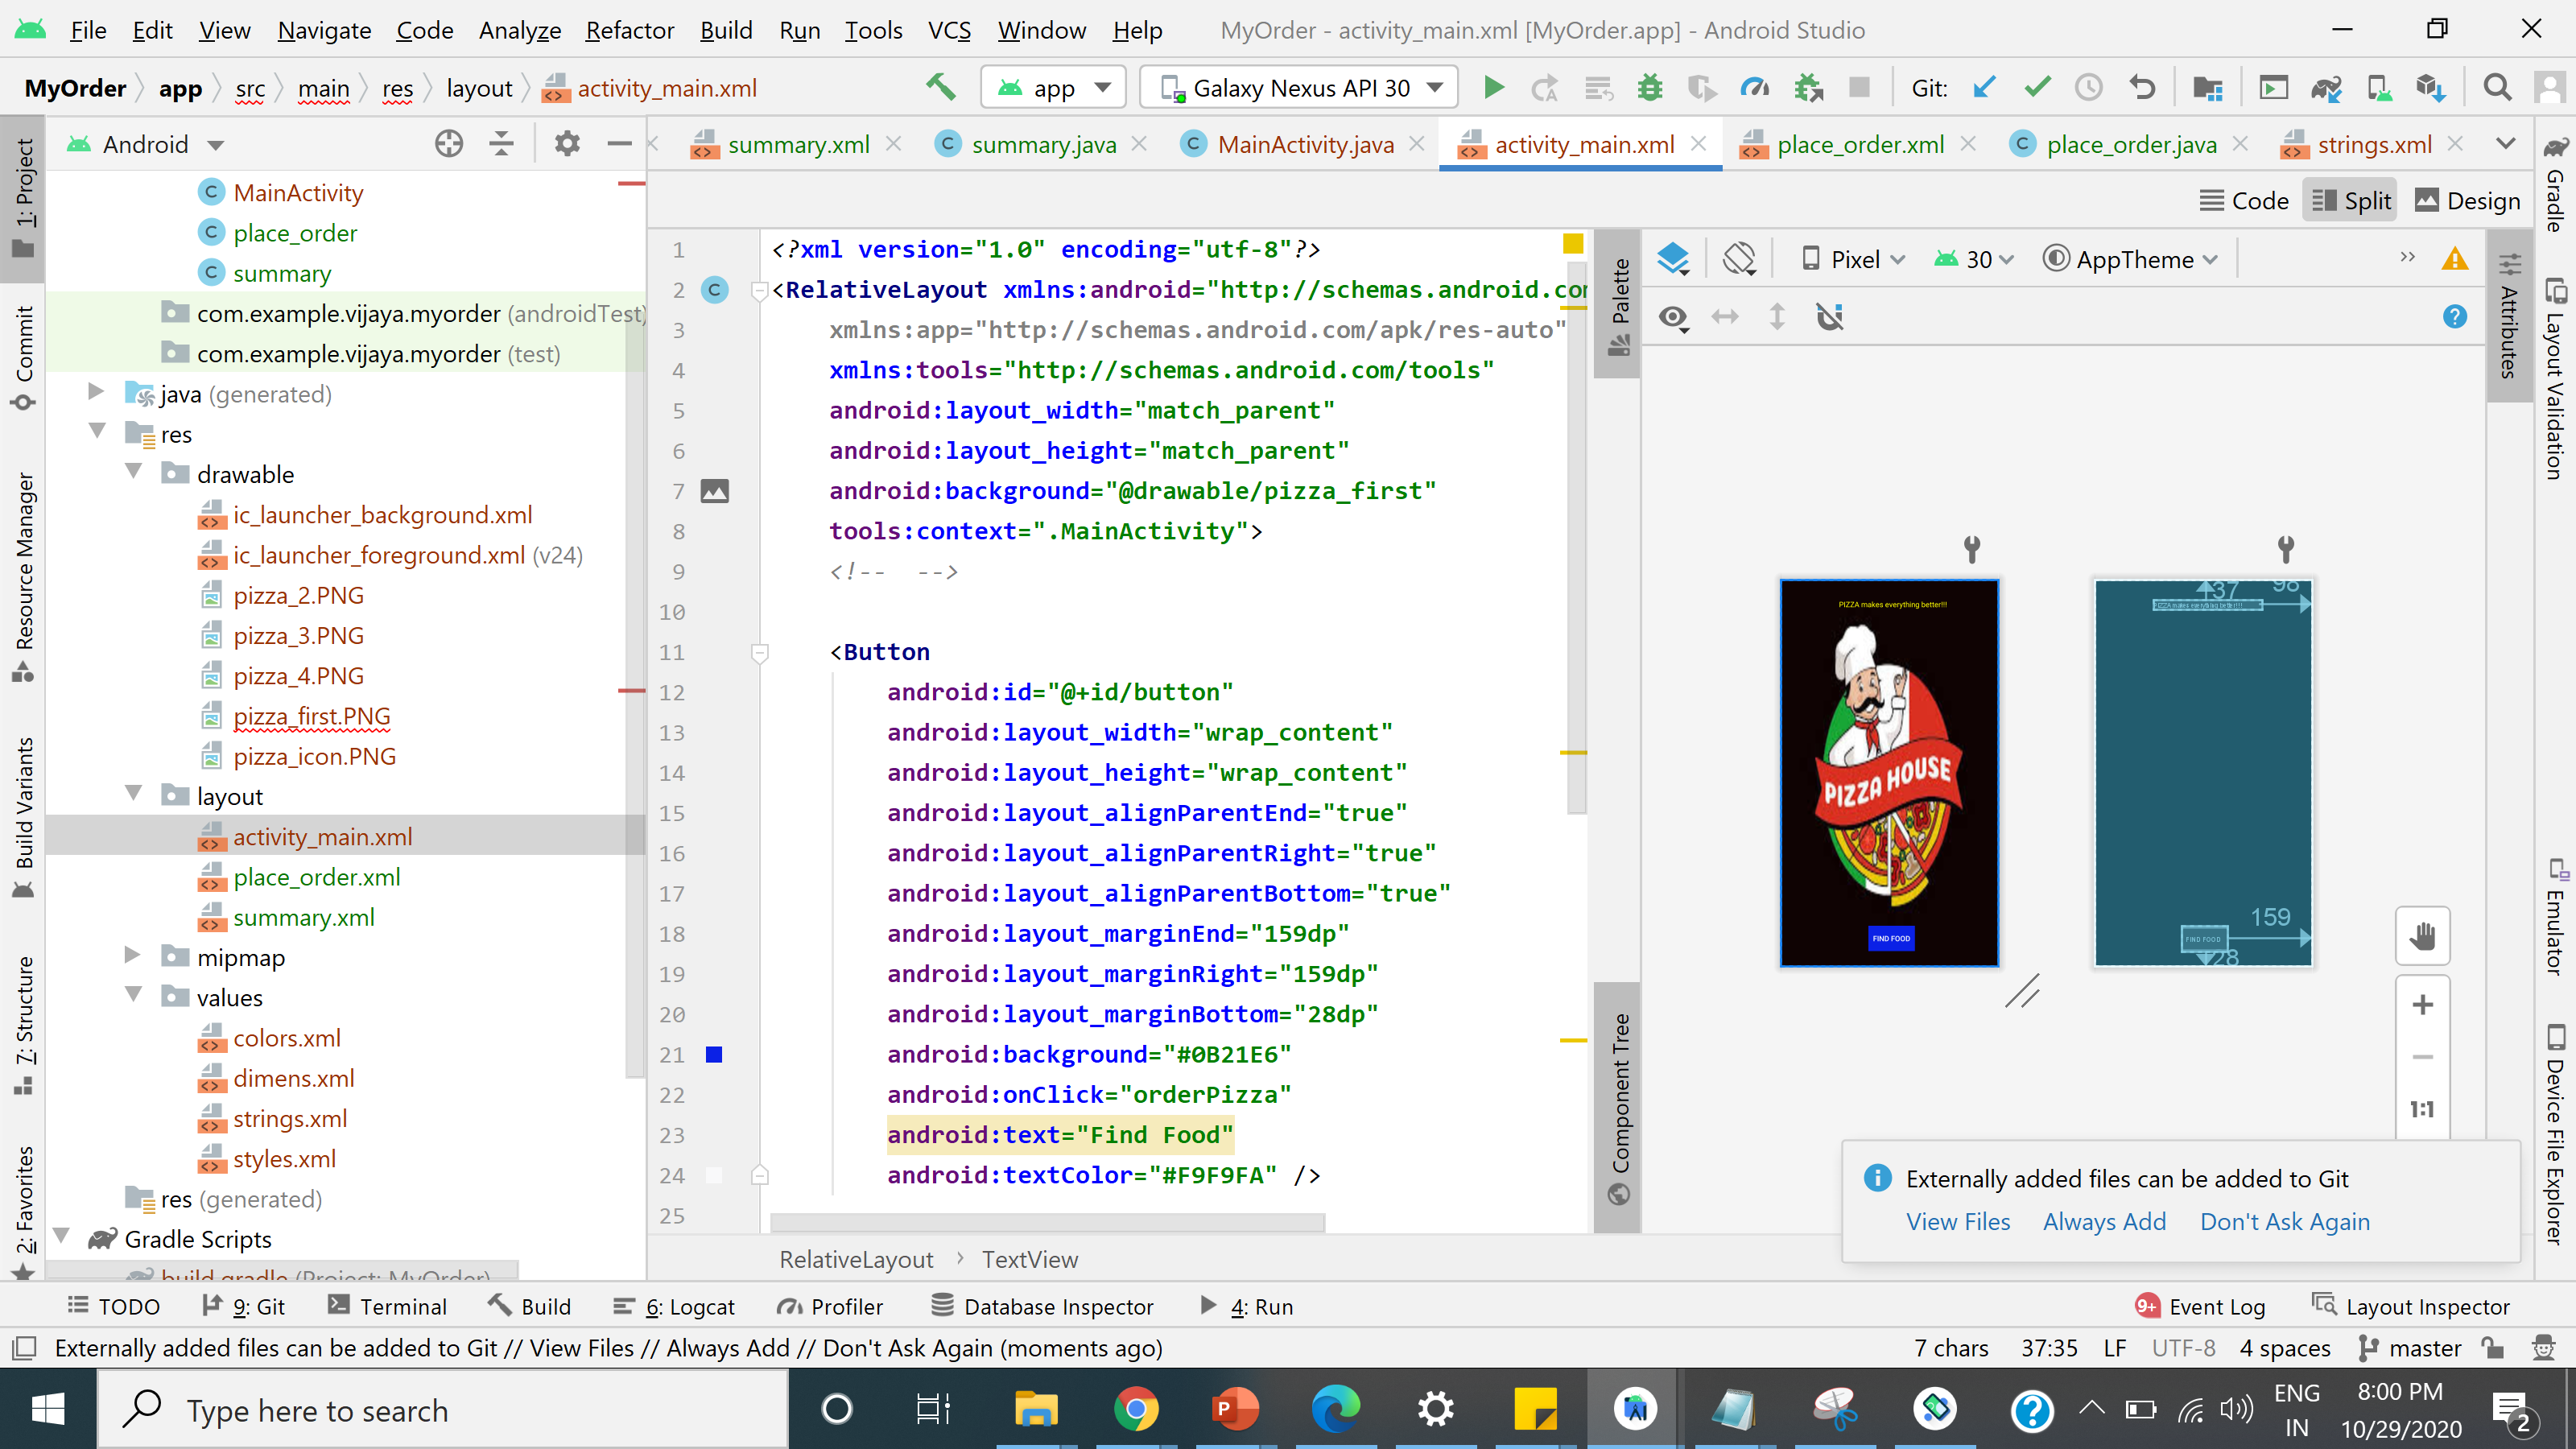 File Edit View Navigate Code Analyze Refactor Build Run Tools VCS Window Help MyOrder - activity_main.xml [MyOrder.app] - Android Studio
MyOrder app src main res layout activity_main.xml app Galaxy Nexus API 30 Git:
Android
summary.xml summary.java MainActivity.java activity_main.xml place_order.xml place_order.java strings.xml
Code Split Design
1: Project
Commit
Resource Manager
Build Variants
7: Structure
2: Favorites
MainActivity
place_order
summary
com.example.vijaya.myorder (androidTest)
com.example.vijaya.myorder (test)
java (generated)
res
drawable
ic_launcher_background.xml
ic_launcher_foreground.xml (v24)
pizza_2.PNG
pizza_3.PNG
pizza_4.PNG
pizza_first.PNG
pizza_icon.PNG
layout
activity_main.xml
place_order.xml
summary.xml
mipmap
values
colors.xml
dimens.xml
strings.xml
styles.xml
res (generated)
Gradle Scripts
build.gradle (Project: MyOrder)
1 <?xml version="1.0" encoding="utf-8"?>
2 <RelativeLayout xmlns:android="http://schemas.android.com
3 xmlns:app="http://schemas.android.com/apk/res-auto"
4 xmlns:tools="http://schemas.android.com/tools"
5 android:layout_width="match_parent"
6 android:layout_height="match_parent"
7 android:background="@drawable/pizza_first"
8 tools:context=".MainActivity">
9 <!--  -->
10
11 <Button
12 android:id="@+id/button"
13 android:layout_width="wrap_content"
14 android:layout_height="wrap_content"
15 android:layout_alignParentEnd="true"
16 android:layout_alignParentRight="true"
17 android:layout_alignParentBottom="true"
18 android:layout_marginEnd="159dp"
19 android:layout_marginRight="159dp"
20 android:layout_marginBottom="28dp"
21 android:background="#0B21E6"
22 android:onClick="orderPizza"
23 android:text="Find Food"
24 android:textColor="#F9F9FA" />
25
RelativeLayout › TextView
Palette
Component Tree
Pixel 30 AppTheme
PIZZA makes everything better!!!
PIZZA HOUSE
FIND FOOD
37 98
PIZZA makes everything better!!!
159
FIND FOOD
28
1:1
Attributes
Gradle
Layout Validation
Emulator
Device File Explorer
Externally added files can be added to Git
View Files Always Add Don't Ask Again
TODO 9: Git Terminal Build 6: Logcat Profiler Database Inspector 4: Run 9+ Event Log Layout Inspector
Externally added files can be added to Git // View Files // Always Add // Don't Ask Again (moments ago) 7 chars 37:35 LF UTF-8 4 spaces master
Type here to search
ENG
IN
8:00 PM
10/29/2020
2